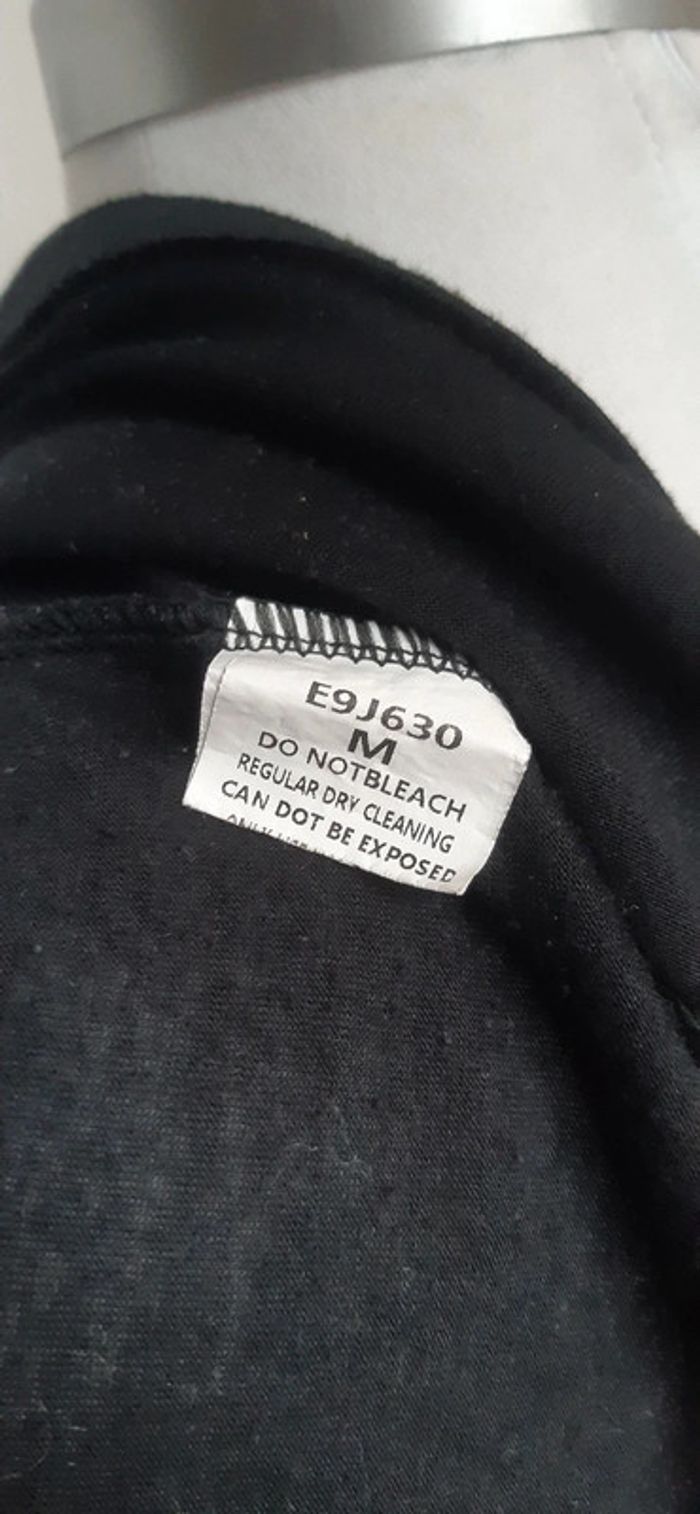 E9J630
M
DO NOTBLEACH
REGULAR DRY CLEANING
CAN DOT BE EXPOSED